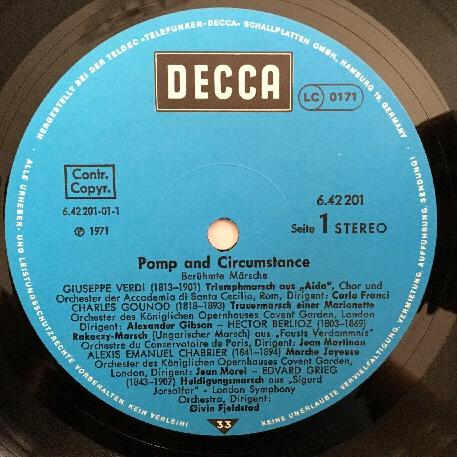 HERGESTELLT BEI DER TELDEC »TELEFUNKEN-DECCA« SCHALLPLATTEN GMBH, HAMBURG 19, GERMANY
DECCA
LC 0171
Contr.
Copyr.
6.42 201-01-1
℗ 1971
6.42 201
Seite 1 STEREO
Pomp and Circumstance
Berühmte Märsche
GIUSEPPE VERDI (1813–1901) Triumphmarsch aus „Aida", Chor und
Orchester der Accademia di Santa Cecilia, Rom, Dirigent: Carlo Franci
CHARLES GOUNOD (1818 – 1893) Trauermarsch einer Marionette
Orchester des Königlichen Opernhauses Covent Garden, London
Dirigent: Alexander Gibson – HECTOR BERLIOZ (1803–1869)
Rakoczy-Marsch [Ungarischer Marsch] aus „Fausts Verdammnis"
Orchestre du Conservatoire de Paris, Dirigent: Jean Martinon
ALEXIS EMANUEL CHABRIER (1841–1894) Marche Joyeuse
Orchester des Königlichen Opernhauses Covent Garden,
London, Dirigent: Jean Morel – EDVARD GRIEG
(1843–1907) Huldigungsmarsch aus „Sigurd
Jorsalfar" – London Symphony
Orchestra, Dirigent:
Øivin Fjeldstad
33
ALLE URHEBER- UND LEISTUNGSSCHUTZRECHTE VORBEHALTEN · KEIN VERLEIH!
KEINE UNERLAUBTE VERVIELFÄLTIGUNG, VERMIETUNG, AUFFÜHRUNG, SENDUNG!